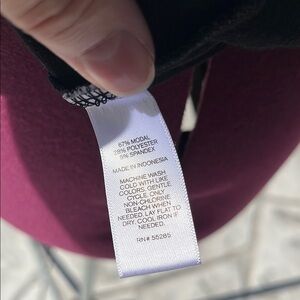 67% MODAL
28% POLYESTER
5% SPANDEX
MADE IN INDONESIA
MACHINE WASH
COLD WITH LIKE
COLORS. GENTLE
CYCLE. ONLY
NON-CHLORINE
BLEACH WHEN
NEEDED. LAY FLAT TO
DRY. COOL IRON IF
NEEDED.
RN# 55285